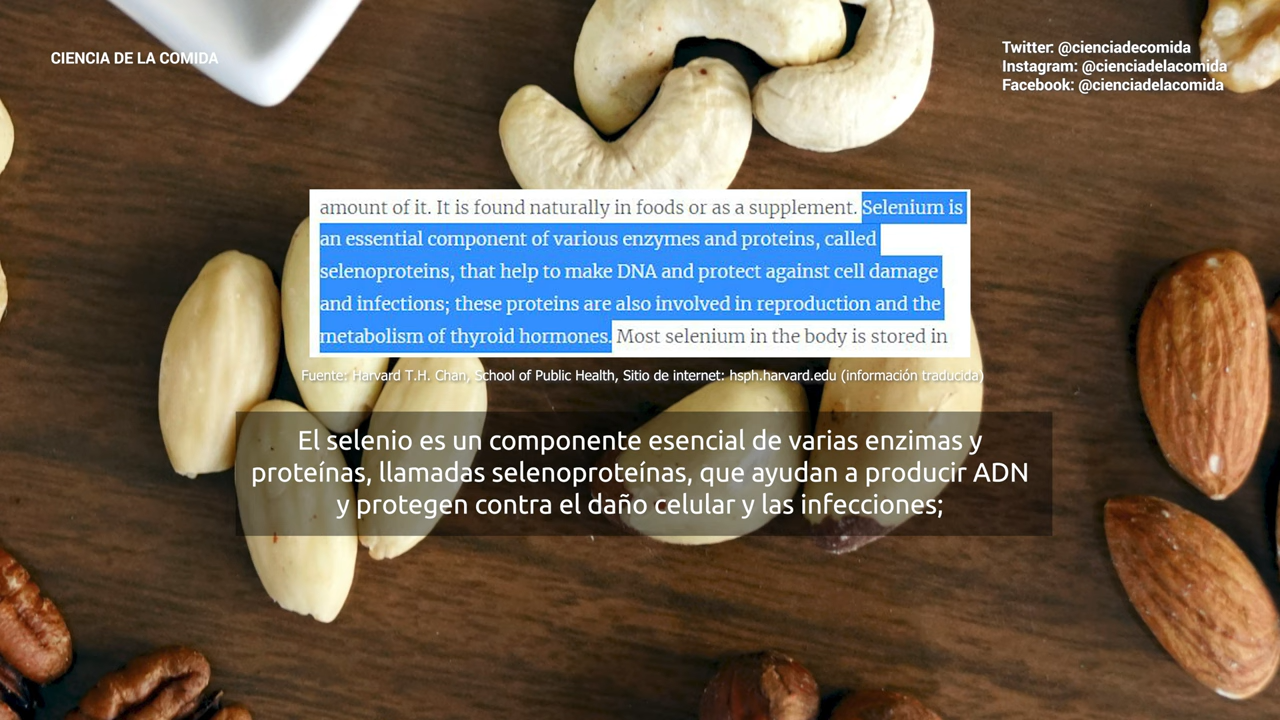 CIENCIA DE LA COMIDA
Twitter: @cienciadecomida
Instagram: @cienciadelacomida
Facebook: @cienciadelacomida
amount of it. It is found naturally in foods or as a supplement. Selenium is
an essential component of various enzymes and proteins, called
selenoproteins, that help to make DNA and protect against cell damage
and infections; these proteins are also involved in reproduction and the
metabolism of thyroid hormones. Most selenium in the body is stored in
Fuente: Harvard T.H. Chan, School of Public Health, Sitio de internet: hsph.harvard.edu (información traducida)
El selenio es un componente esencial de varias enzimas y
proteínas, llamadas selenoproteínas, que ayudan a producir ADN
y protegen contra el daño celular y las infecciones;